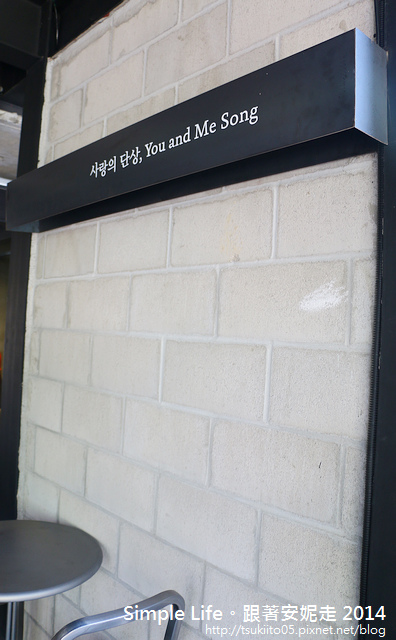 사랑의 단상, You and Me Song
Simple Life。跟著安妮走 2014
http://tsukiito05.pixnet.net/blog